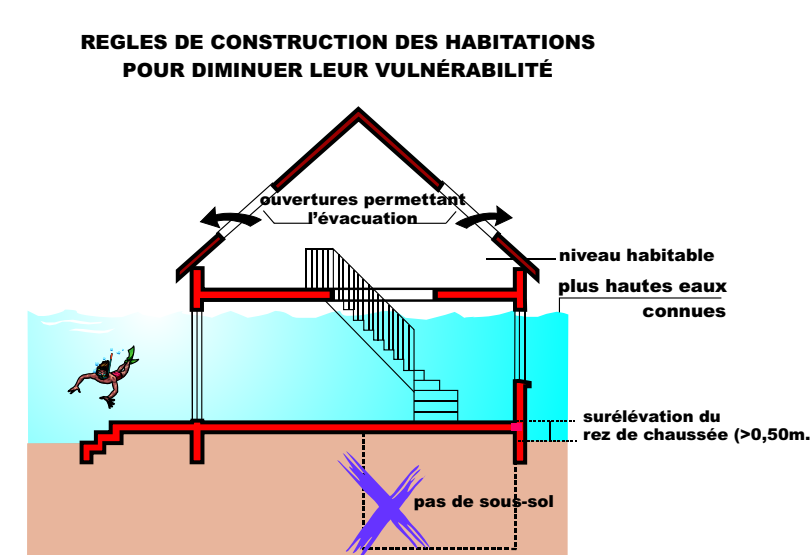 REGLES DE CONSTRUCTION DES HABITATIONS
POUR DIMINUER LEUR VULNÉRABILITÉ
ouvertures permettant
l'évacuation
niveau habitable
plus hautes eaux
connues
surélévation du
rez de chaussée (>0,50m.
pas de sous-sol